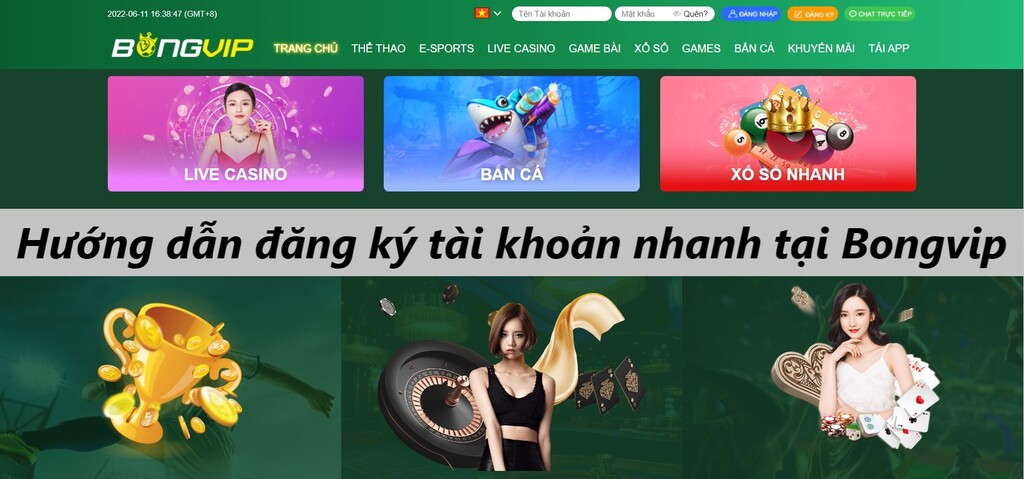 2022-06-11 16:38:47 (GMT+8)
Tên Tài khoản
Mật khẩu
Quên?
ĐĂNG NHẬP
ĐĂNG KÝ
CHAT TRỰC TIẾP
BONGVIP
TRANG CHỦ THỂ THAO E-SPORTS LIVE CASINO GAME BÀI XỔ SỐ GAMES BẮN CÁ KHUYẾN MÃI TẢI APP
LIVE CASINO
BẮN CÁ
XỔ SỐ NHANH
Hướng dẫn đăng ký tài khoản nhanh tại Bongvip